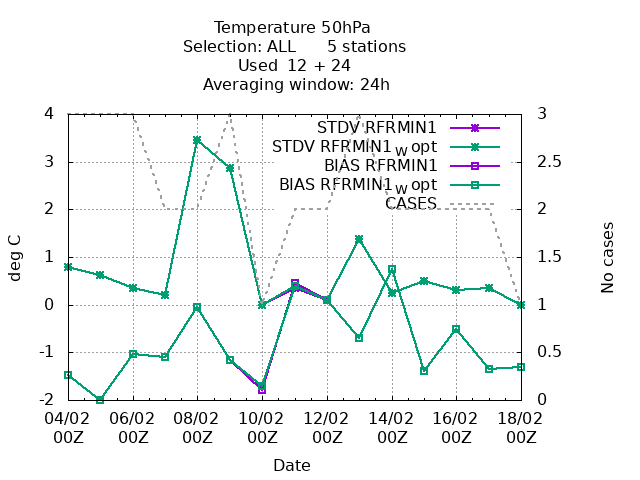 Temperature 50hPa
Selection: ALL 5 stations
Used 12 + 24
Averaging window: 24h
4
3
2
1
0
-1
-2
deg C
3
2.5
2
1.5
1
0.5
0
No cases
STDV RFRMIN1
STDV RFRMIN1w opt
BIAS RFRMIN1
BIAS RFRMIN1w opt
CASES
04/02 06/02 08/02 10/02 12/02 14/02 16/02 18/02
00Z 00Z 00Z 00Z 00Z 00Z 00Z 00Z
Date